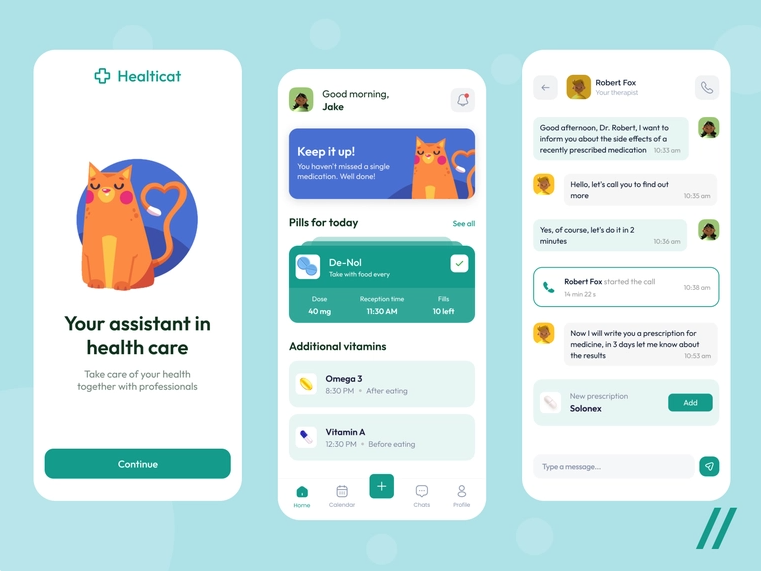 Healticat
Your assistant in
health care
Take care of your health
together with professionals
Continue
Good morning,
Jake
Keep it up!
You haven't missed a single
medication. Well done!
Pills for today
See all
De-Nol
Take with food every
Dose
Reception time
Fills
40 mg
11:30 AM
10 left
Additional vitamins
Omega 3
8:30 PM • After eating
Vitamin A
12:30 PM • Before eating
Home
Calendar
Chats
Profile
Robert Fox
Your therapist
Good afternoon, Dr. Robert, I want to
inform you about the side effects of a
recently prescribed medication 10:33 am
Hello, let's call you to find out
more 10:35 am
Yes, of course, let's do it in 2
minutes 10:36 am
Robert Fox started the call
14 min 22 s
10:38 am
Now I will write you a prescription for
medicine, in 3 days let me know about
the results 10:53 am
New prescription
Solonex
Add
Type a message...